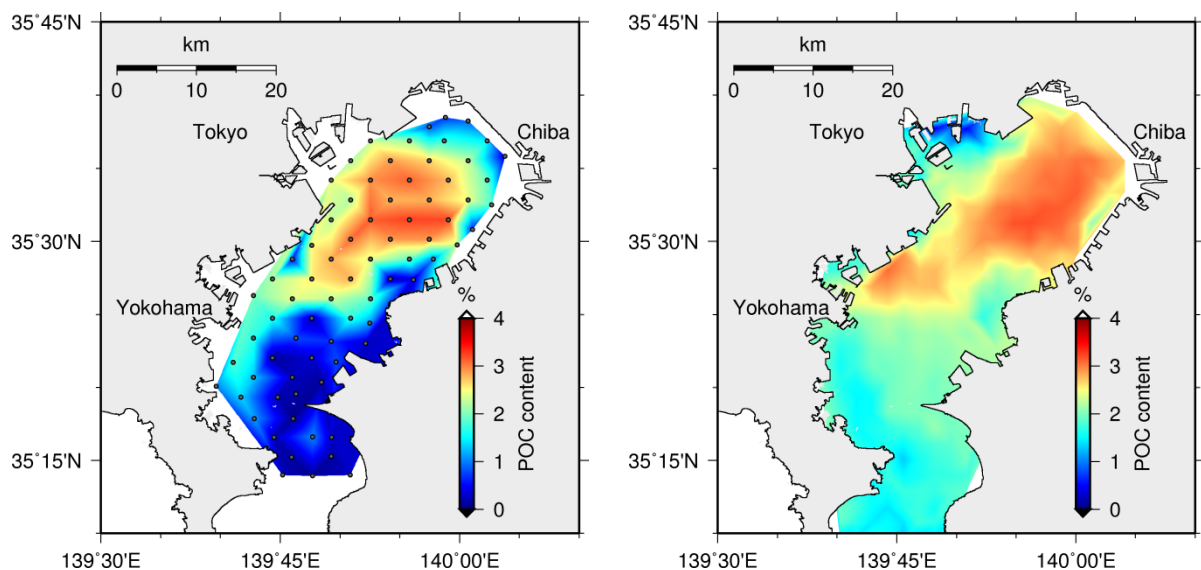 35˚45'N
km
0 10 20
Tokyo
Chiba
35˚30'N
Yokohama
%
4
3
2
1
0
POC content
35˚15'N
139˚30'E 139˚45'E 140˚00'E
35˚45'N
km
0 10 20
Tokyo
Chiba
35˚30'N
Yokohama
%
4
3
2
1
0
POC content
35˚15'N
139˚30'E 139˚45'E 140˚00'E